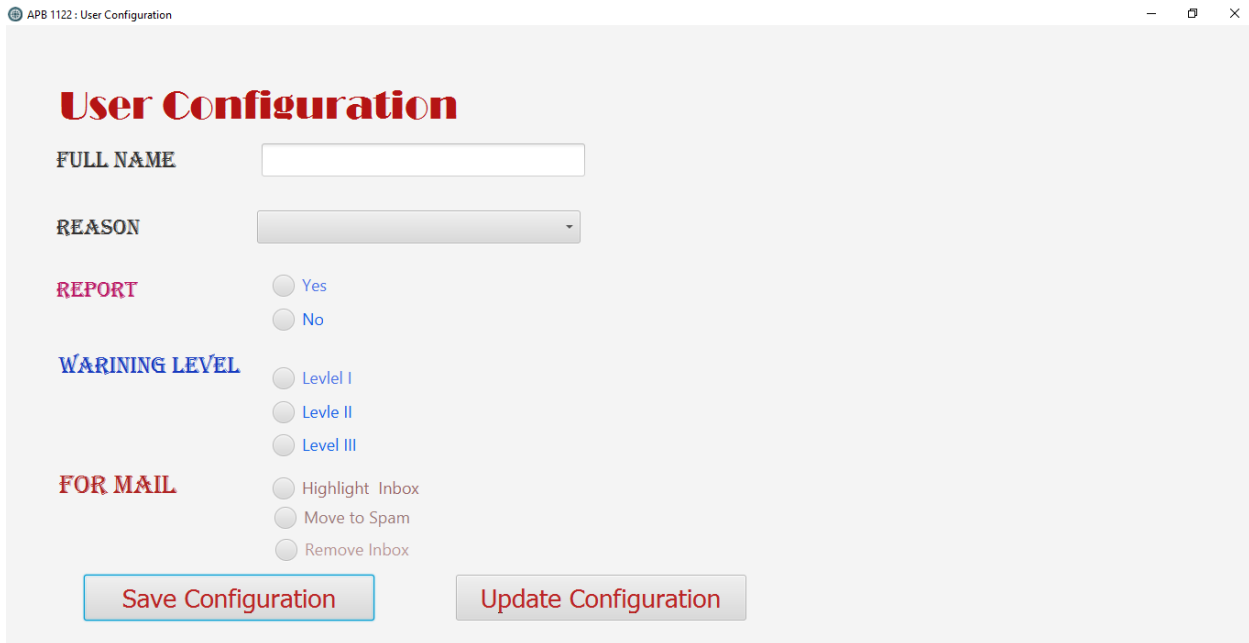 APB 1122 : User Configuration
User Configuration
FULL NAME
REASON
REPORT
Yes
No
WARINING LEVEL
Levlel I
Levle II
Level III
FOR MAIL
Highlight Inbox
Move to Spam
Remove Inbox
Save Configuration
Update Configuration